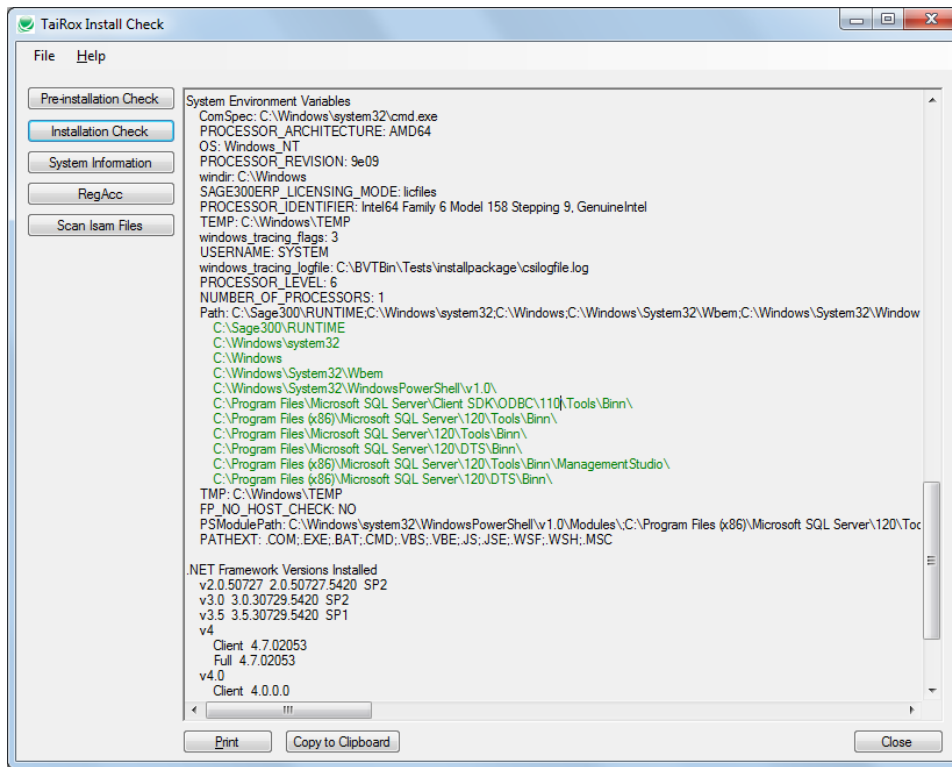 TaiRox Install Check
File Help
Pre-installation Check
Installation Check
System Information
RegAcc
Scan Isam Files
System Environment Variables
ComSpec: C:\Windows\system32\cmd.exe
PROCESSOR_ARCHITECTURE: AMD64
OS: Windows_NT
PROCESSOR_REVISION: 9e09
windir: C:\Windows
SAGE300ERP_LICENSING_MODE: licfiles
PROCESSOR_IDENTIFIER: Intel64 Family 6 Model 158 Stepping 9, GenuineIntel
TEMP: C:\Windows\TEMP
windows_tracing_flags: 3
USERNAME: SYSTEM
windows_tracing_logfile: C:\BVTBin\Tests\installpackage\csilogfile.log
PROCESSOR_LEVEL: 6
NUMBER_OF_PROCESSORS: 1
Path: C:\Sage300\RUNTIME;C:\Windows\system32;C:\Windows;C:\Windows\System32\Wbem;C:\Windows\System32\Window
C:\Sage300\RUNTIME
C:\Windows\system32
C:\Windows
C:\Windows\System32\Wbem
C:\Windows\System32\WindowsPowerShell\v1.0\
C:\Program Files\Microsoft SQL Server\Client SDK\ODBC\110\Tools\Binn\
C:\Program Files (x86)\Microsoft SQL Server\120\Tools\Binn\
C:\Program Files\Microsoft SQL Server\120\Tools\Binn\
C:\Program Files\Microsoft SQL Server\120\DTS\Binn\
C:\Program Files (x86)\Microsoft SQL Server\120\Tools\Binn\ManagementStudio\
C:\Program Files (x86)\Microsoft SQL Server\120\DTS\Binn\
TMP: C:\Windows\TEMP
FP_NO_HOST_CHECK: NO
PSModulePath: C:\Windows\system32\WindowsPowerShell\v1.0\Modules\;C:\Program Files (x86)\Microsoft SQL Server\120\Toc
PATHEXT: .COM;.EXE;.BAT;.CMD;.VBS;.VBE;.JS;.JSE;.WSF;.WSH;.MSC
.NET Framework Versions Installed
v2.0.50727 2.0.50727.5420 SP2
v3.0 3.0.30729.5420 SP2
v3.5 3.5.30729.5420 SP1
v4
Client 4.7.02053
Full 4.7.02053
v4.0
Client 4.0.0.0
Print Copy to Clipboard Close